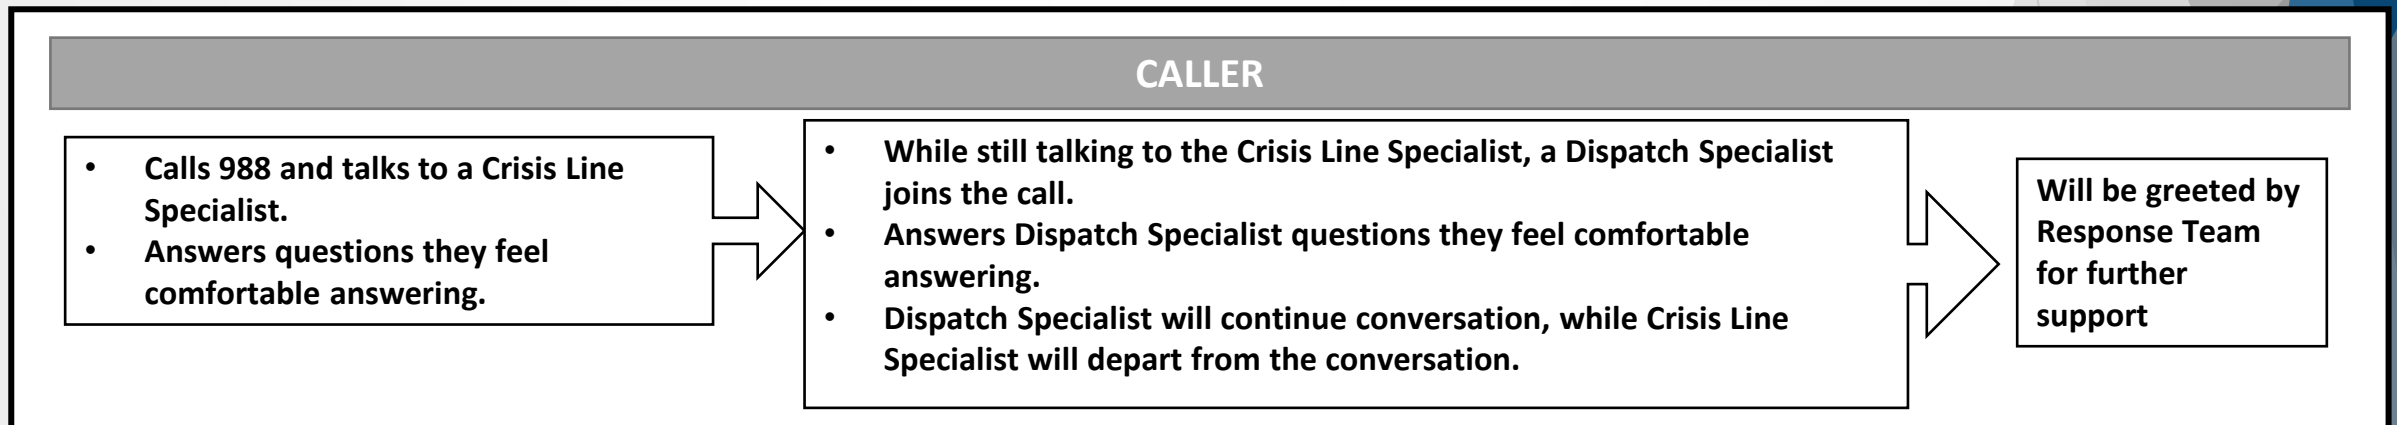 CALLER
• Calls 988 and talks to a Crisis Line
Specialist.
• Answers questions they feel
comfortable answering.
• While still talking to the Crisis Line Specialist, a Dispatch Specialist
joins the call.
• Answers Dispatch Specialist questions they feel comfortable
answering.
• Dispatch Specialist will continue conversation, while Crisis Line
Specialist will depart from the conversation.
Will be greeted by
Response Team
for further
support